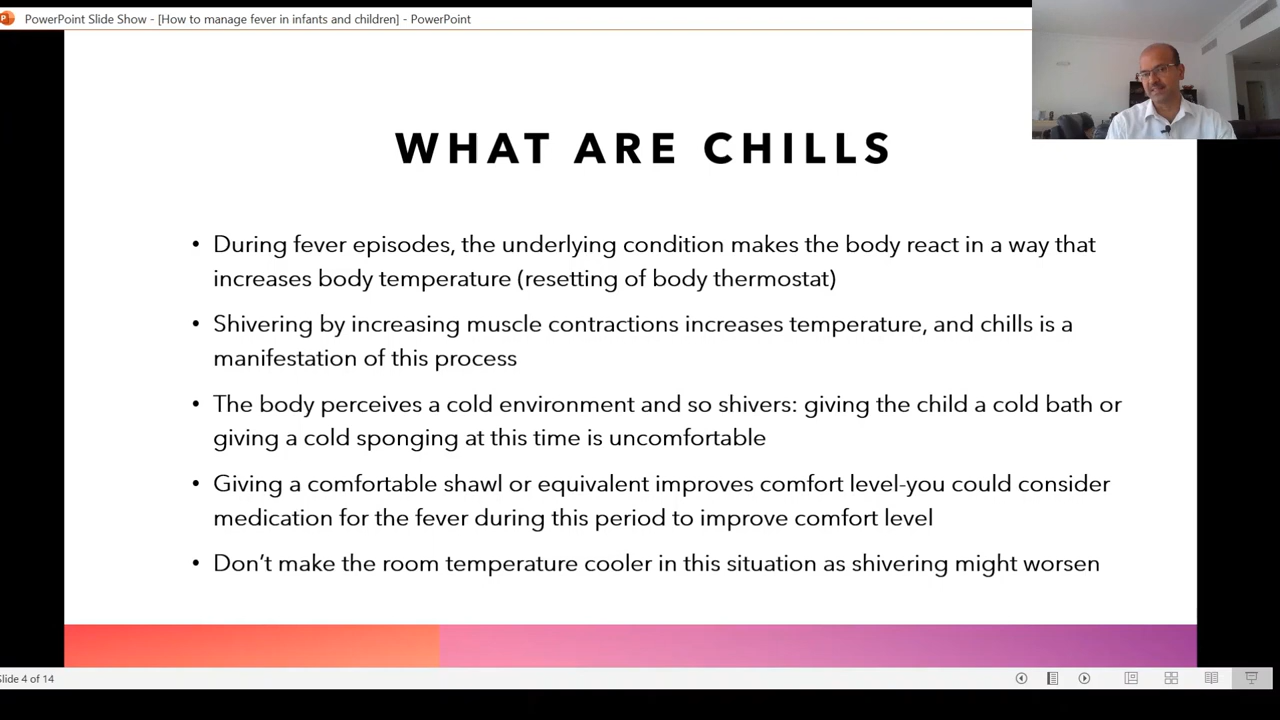 PowerPoint Slide Show - [How to manage fever in infants and children] - PowerPoint
WHAT ARE CHILLS
• During fever episodes, the underlying condition makes the body react in a way that
increases body temperature (resetting of body thermostat)
• Shivering by increasing muscle contractions increases temperature, and chills is a
manifestation of this process
• The body perceives a cold environment and so shivers: giving the child a cold bath or
giving a cold sponging at this time is uncomfortable
• Giving a comfortable shawl or equivalent improves comfort level-you could consider
medication for the fever during this period to improve comfort level
• Don’t make the room temperature cooler in this situation as shivering might worsen
Slide 4 of 14